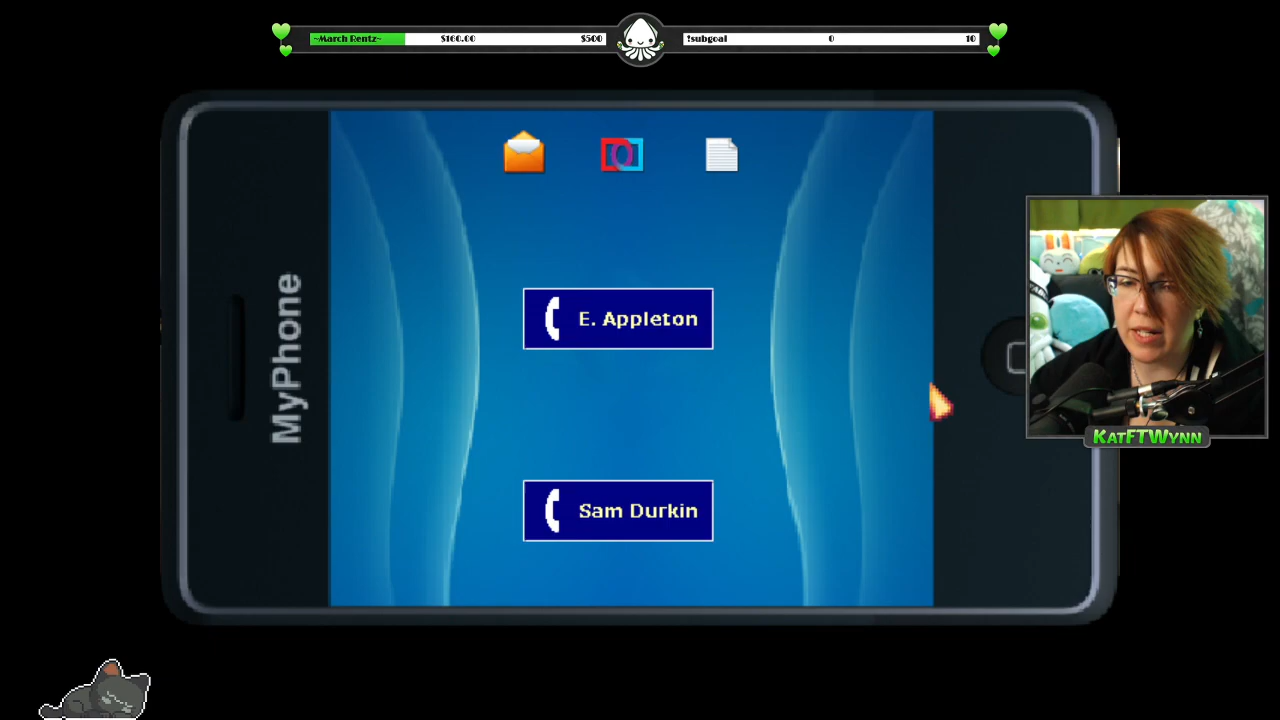 ~March Rentz~ $160.00 $500
!subgoal 0 10
MyPhone
E. Appleton
Sam Durkin
KatFTWynn